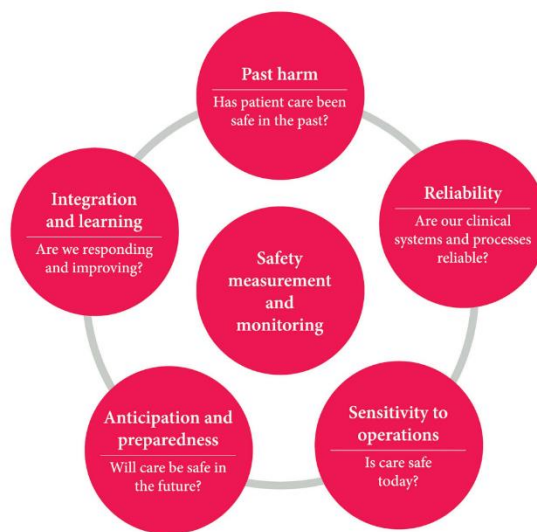 Past harm
Has patient care been
safe in the past?
Reliability
Are our clinical
systems and processes
reliable?
Sensitivity to
operations
Is care safe
today?
Anticipation and
preparedness
Will care be safe in
the future?
Integration
and learning
Are we responding
and improving?
Safety
measurement
and
monitoring